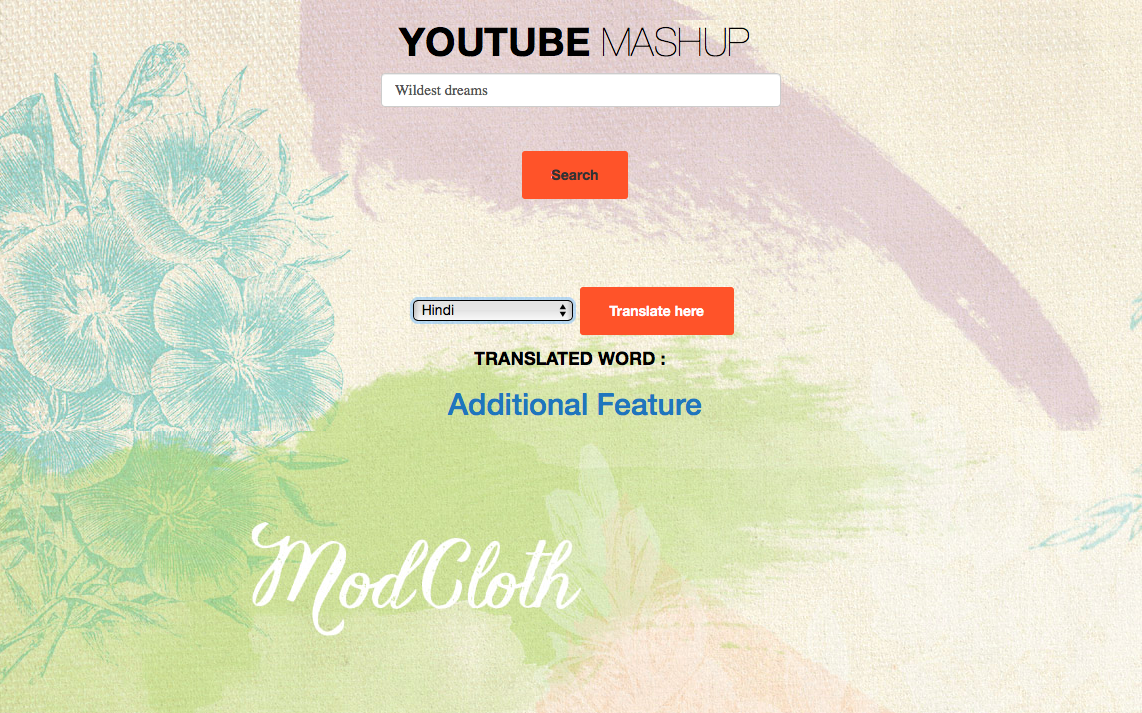 YOUTUBE MASHUP
Wildest dreams
Search
Hindi Translate here
TRANSLATED WORD :
Additional Feature
ModCloth